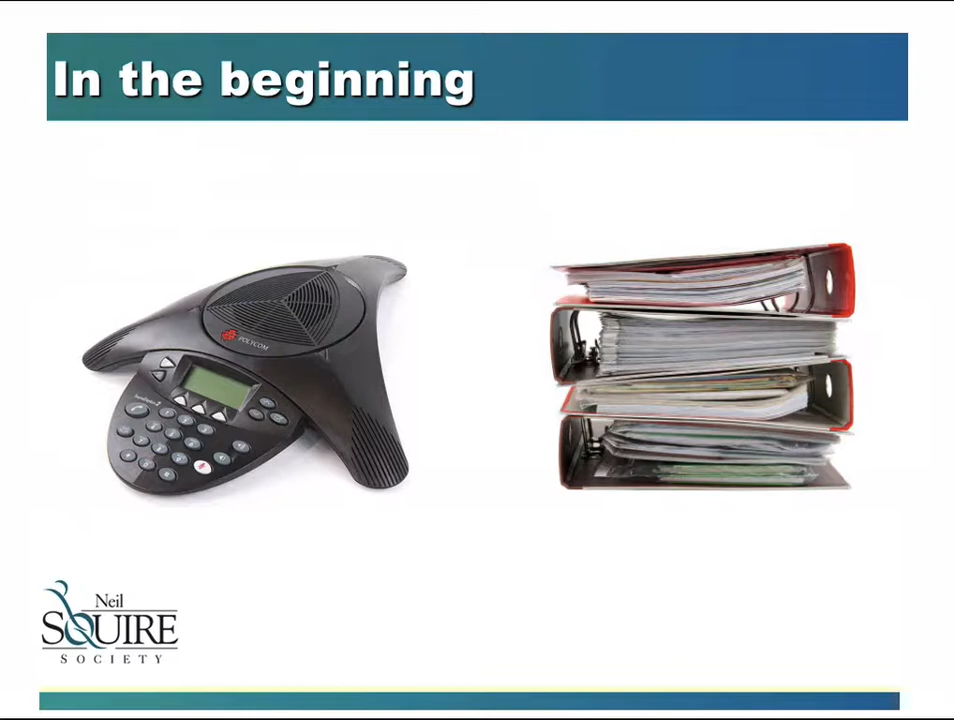 In the beginning
POLYCOM
Neil
SQUIRE
SOCIETY